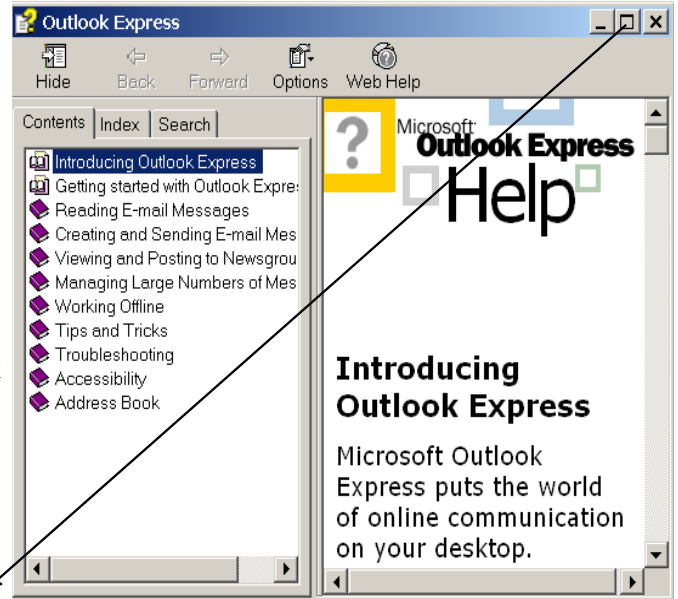 Outlook Express
Hide Back Forward Options Web Help
Contents Index Search
Introducing Outlook Express
Getting started with Outlook Expre
Reading E-mail Messages
Creating and Sending E-mail Mes
Viewing and Posting to Newsgrou
Managing Large Numbers of Mes
Working Offline
Tips and Tricks
Troubleshooting
Accessibility
Address Book
?
Microsoft
Outlook Express
Help
Introducing
Outlook Express
Microsoft Outlook
Express puts the world
of online communication
on your desktop.